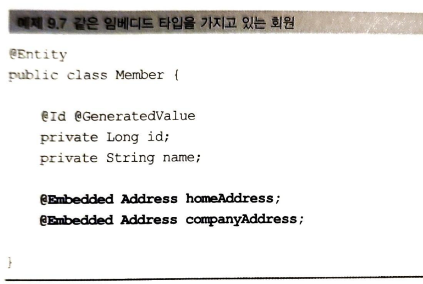 예제 9.7 같은 임베디드 타입을 가지고 있는 회원
@Entity
public class Member {
@Id @GeneratedValue
private Long id;
private String name;
@Embedded Address homeAddress;
@Embedded Address companyAddress;
}